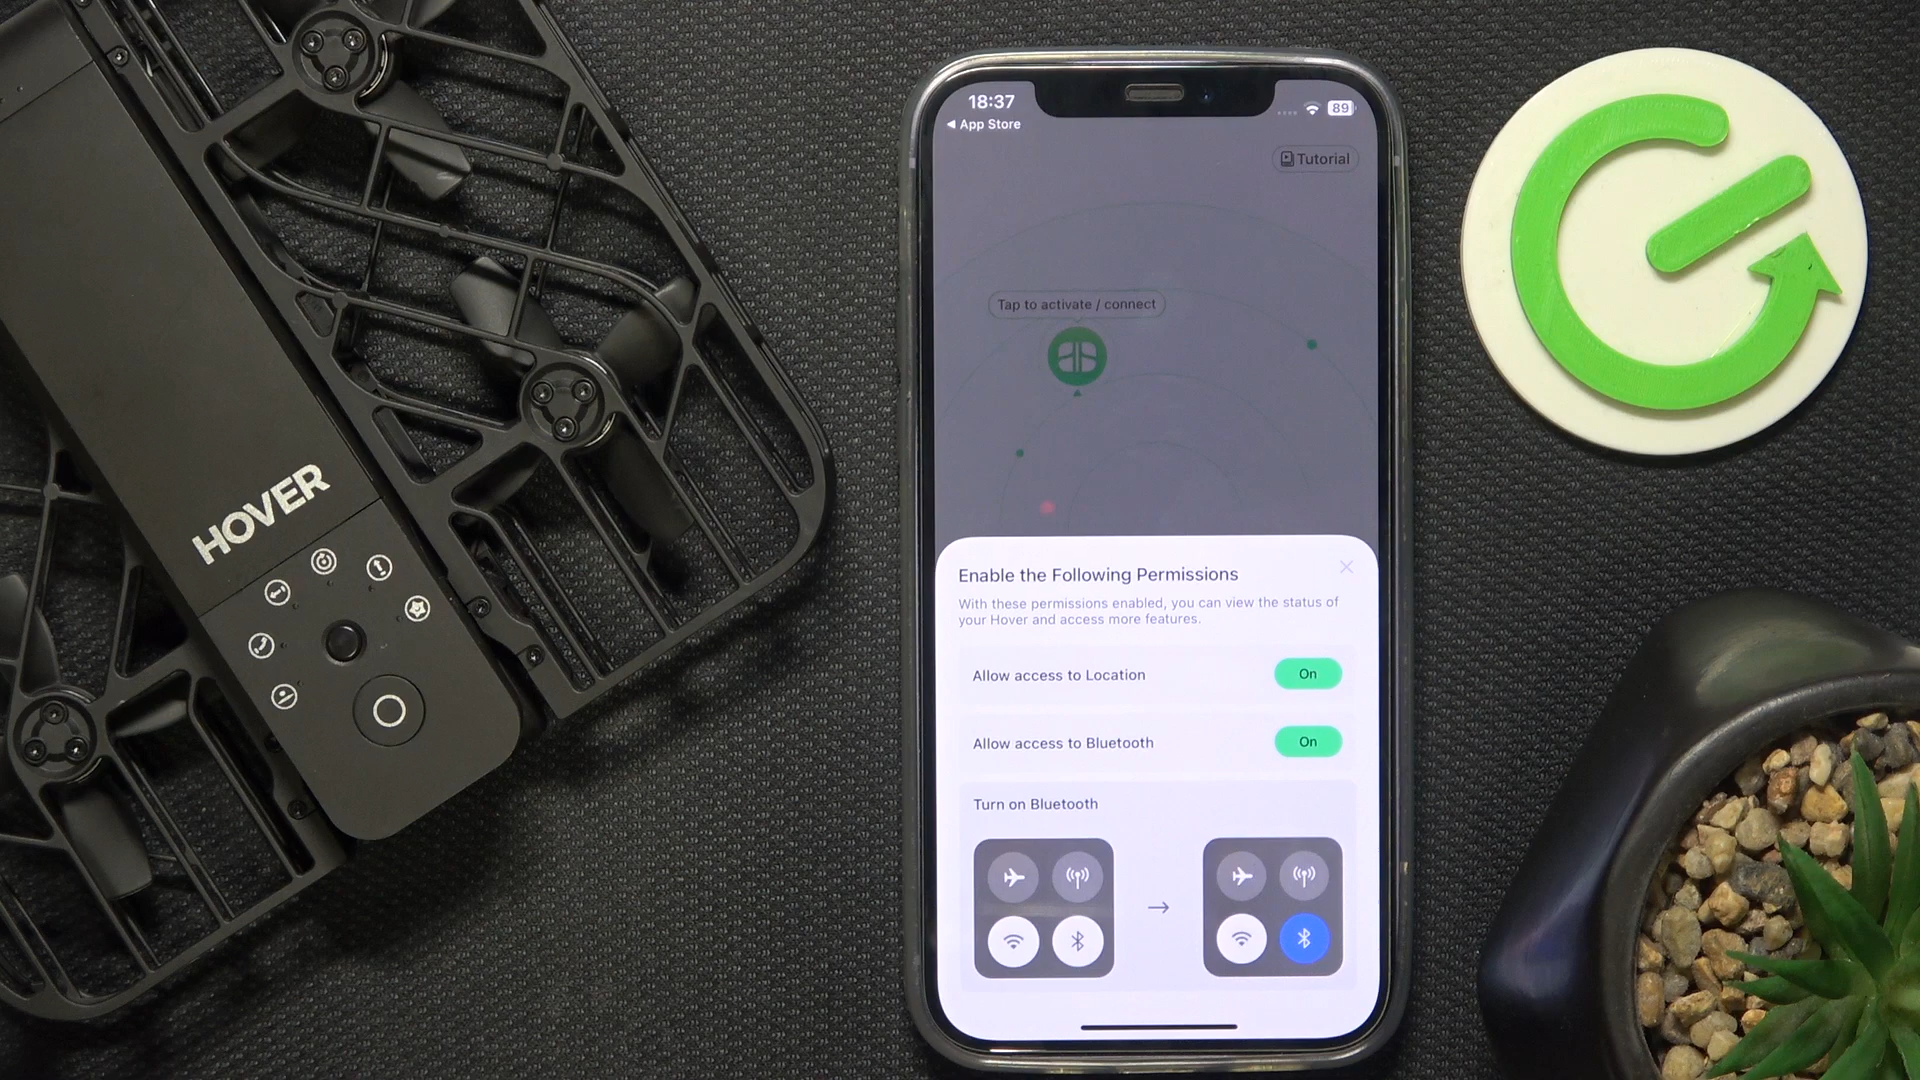 HOVER
18:37
89
◀ App Store
Tutorial
Tap to activate / connect
Enable the Following Permissions
With these permissions enabled, you can view the status of
your Hover and access more features.
Allow access to Location
On
Allow access to Bluetooth
On
Turn on Bluetooth